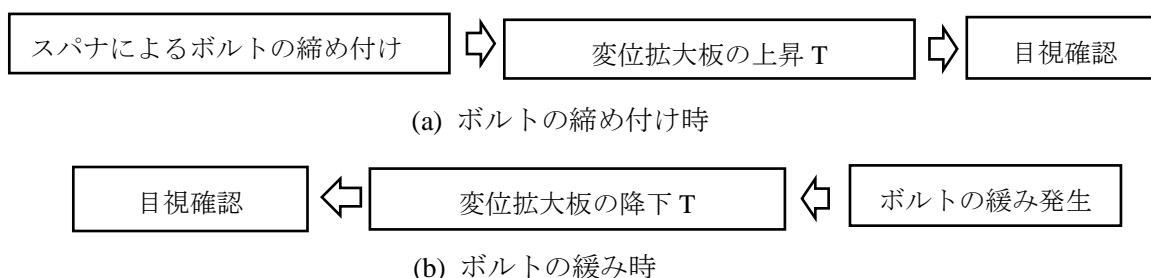 スパナによるボルトの締め付け
変位拡大板の上昇 T
目視確認
(a) ボルトの締め付け時
目視確認
変位拡大板の降下 T
ボルトの緩み発生
(b) ボルトの緩み時